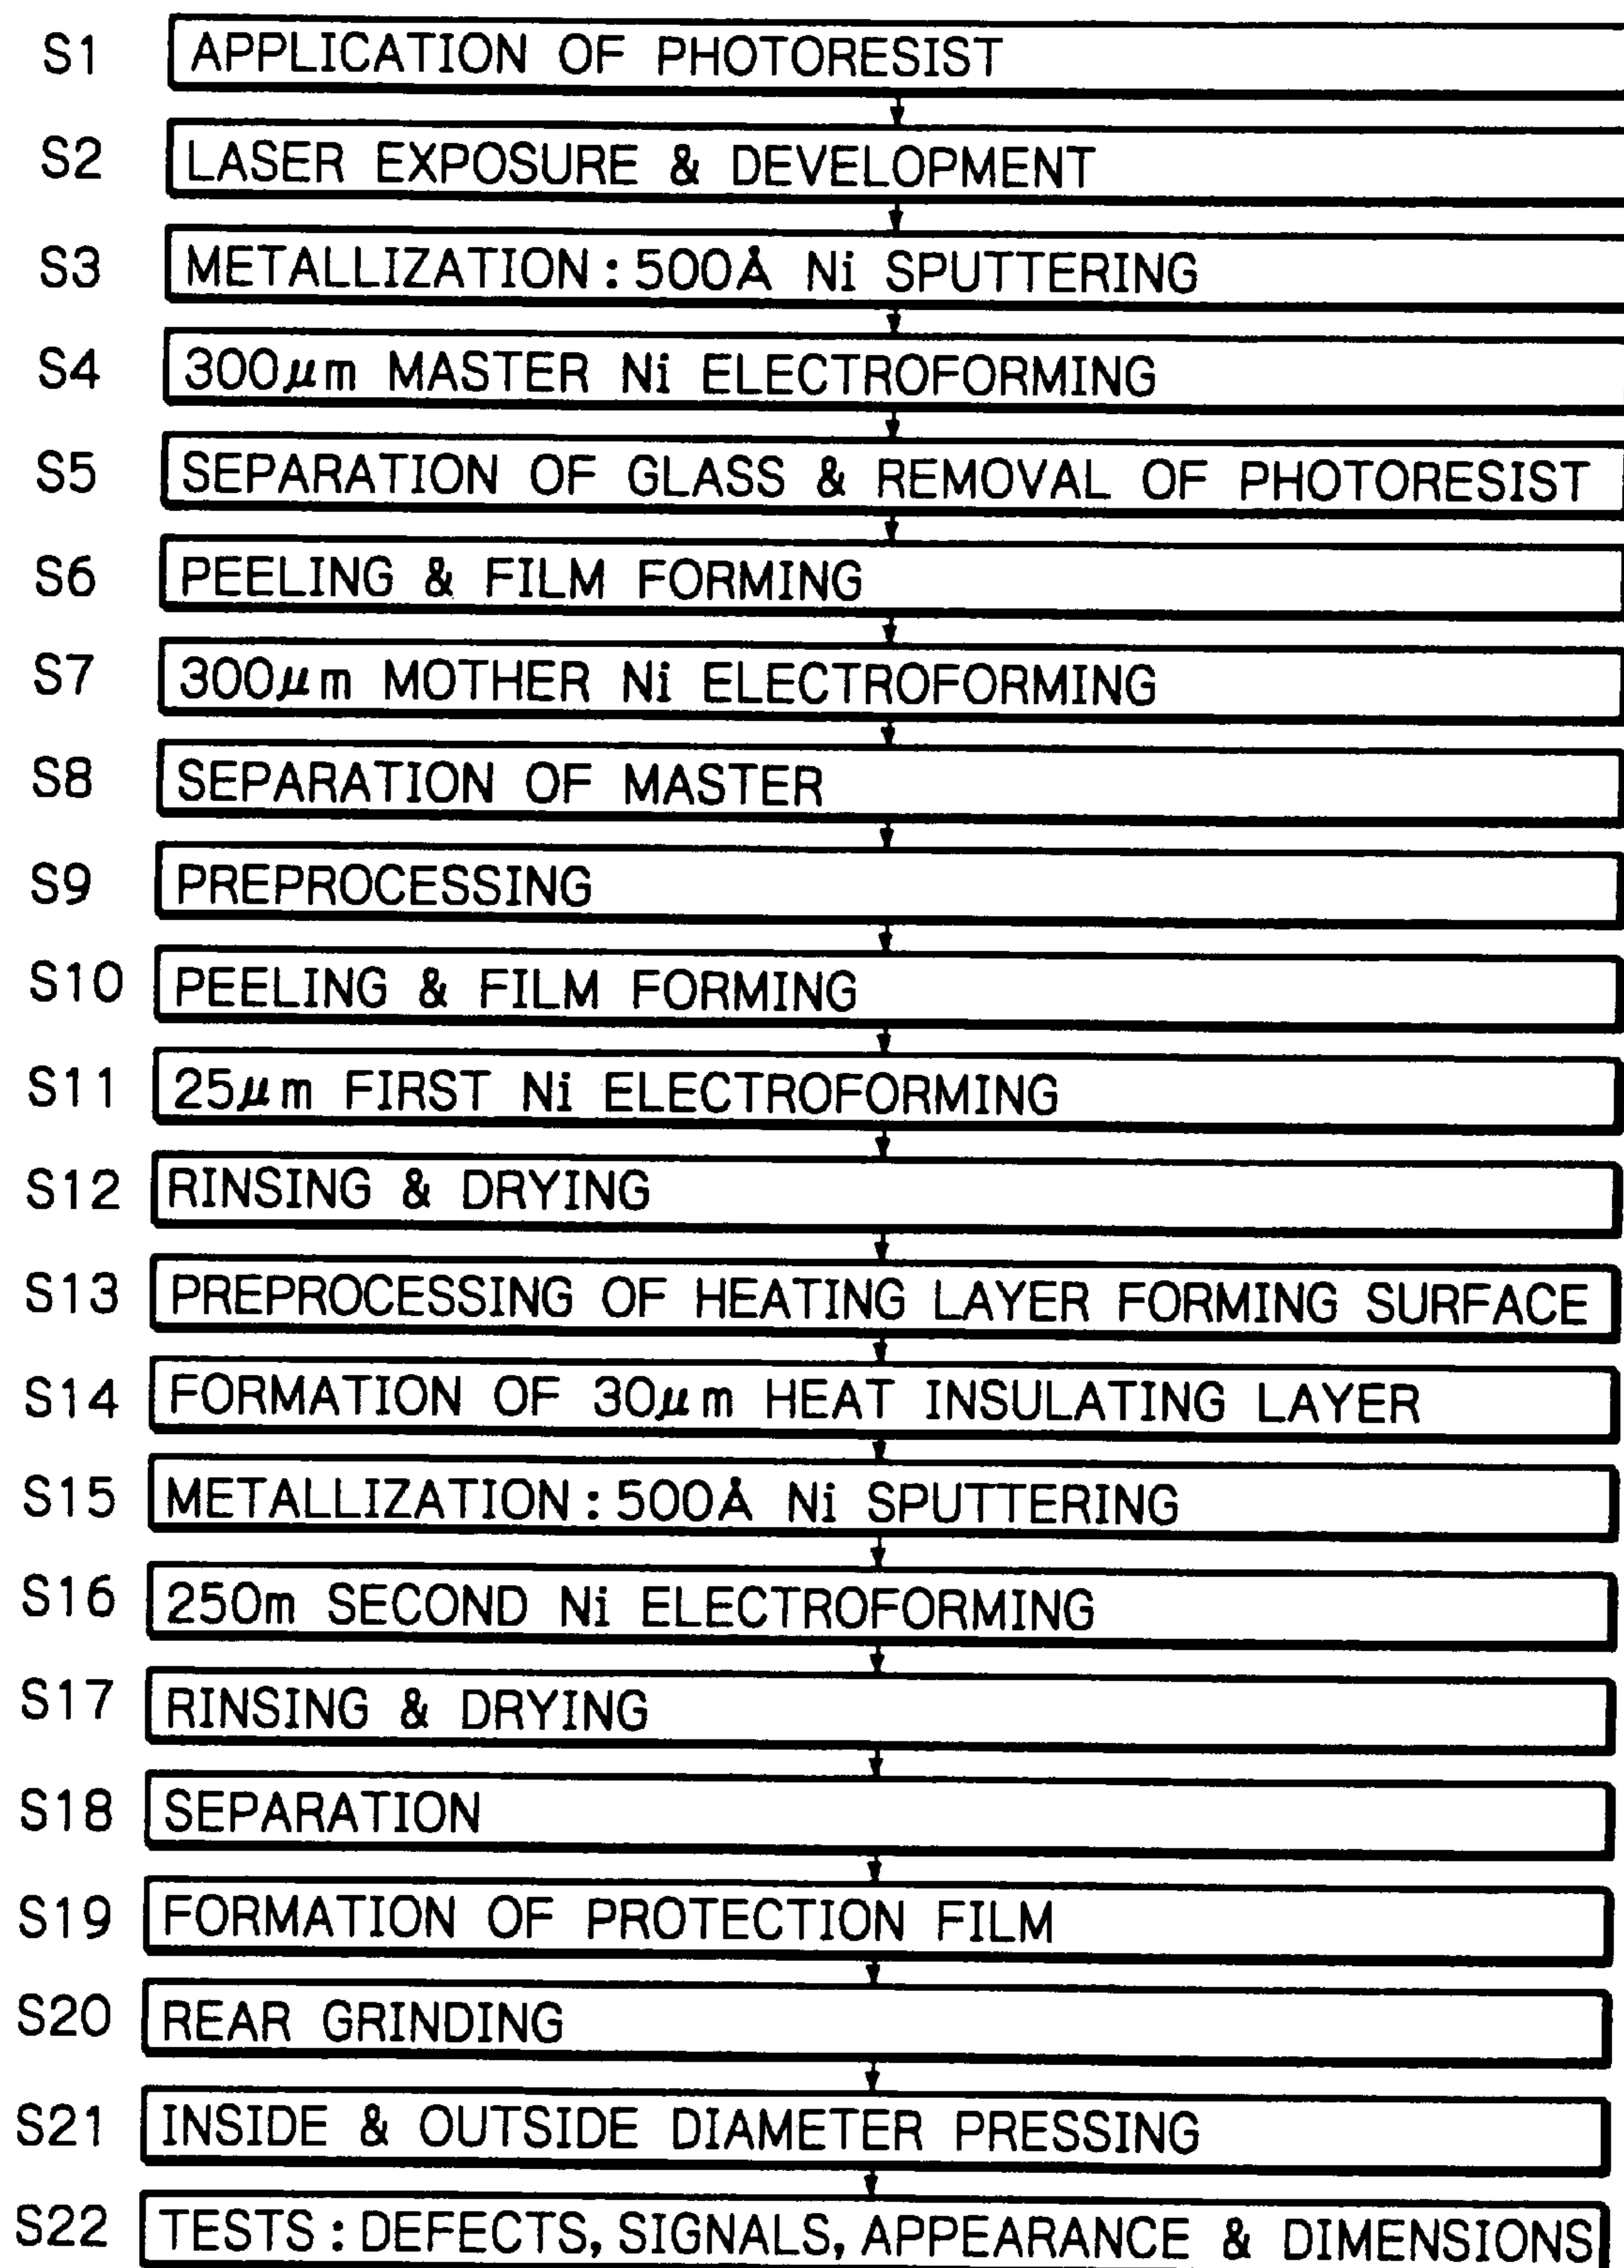 S1 APPLICATION OF PHOTORESIST
S2 LASER EXPOSURE & DEVELOPMENT
S3 METALLIZATION : 500Å Ni SPUTTERING
S4 300μm MASTER Ni ELECTROFORMING
S5 SEPARATION OF GLASS & REMOVAL OF PHOTORESIST
S6 PEELING & FILM FORMING
S7 300μm MOTHER Ni ELECTROFORMING
S8 SEPARATION OF MASTER
S9 PREPROCESSING
S10 PEELING & FILM FORMING
S11 25μm FIRST Ni ELECTROFORMING
S12 RINSING & DRYING
S13 PREPROCESSING OF HEATING LAYER FORMING SURFACE
S14 FORMATION OF 30μm HEAT INSULATING LAYER
S15 METALLIZATION : 500Å Ni SPUTTERING
S16 250m SECOND Ni ELECTROFORMING
S17 RINSING & DRYING
S18 SEPARATION
S19 FORMATION OF PROTECTION FILM
S20 REAR GRINDING
S21 INSIDE & OUTSIDE DIAMETER PRESSING
S22 TESTS : DEFECTS, SIGNALS, APPEARANCE & DIMENSIONS